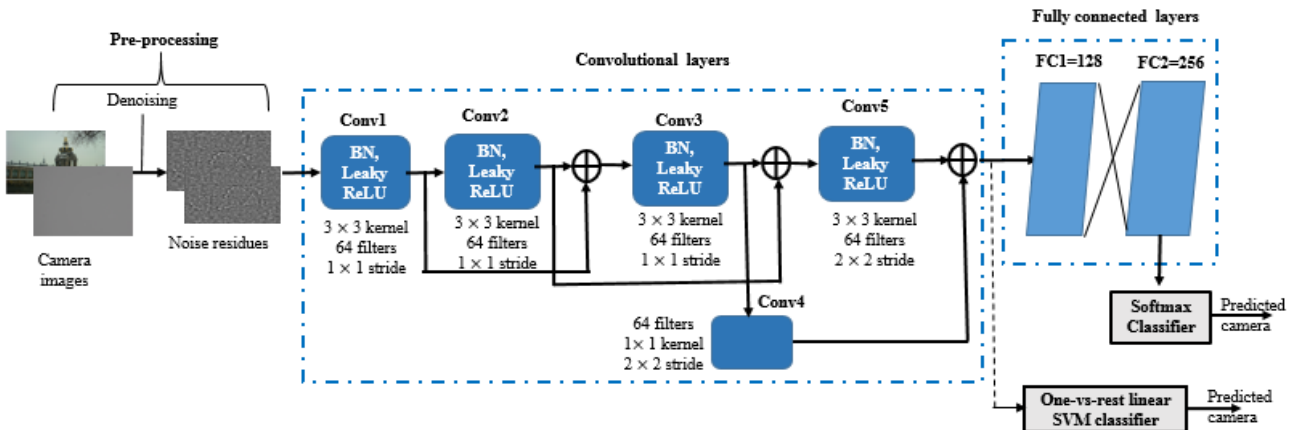 Pre-processing
Denoising
Camera
images
Noise residues
Convolutional layers
Conv1
BN,
Leaky
ReLU
3 × 3 kernel
64 filters
1 × 1 stride
Conv2
BN,
Leaky
ReLU
3 × 3 kernel
64 filters
1 × 1 stride
Conv3
BN,
Leaky
ReLU
3 × 3 kernel
64 filters
1 × 1 stride
Conv5
BN,
Leaky
ReLU
3 × 3 kernel
64 filters
2 × 2 stride
Conv4
64 filters
1× 1 kernel
2 × 2 stride
Fully connected layers
FC1=128
FC2=256
Softmax
Classifier
Predicted
camera
One-vs-rest linear
SVM classifier
Predicted
camera